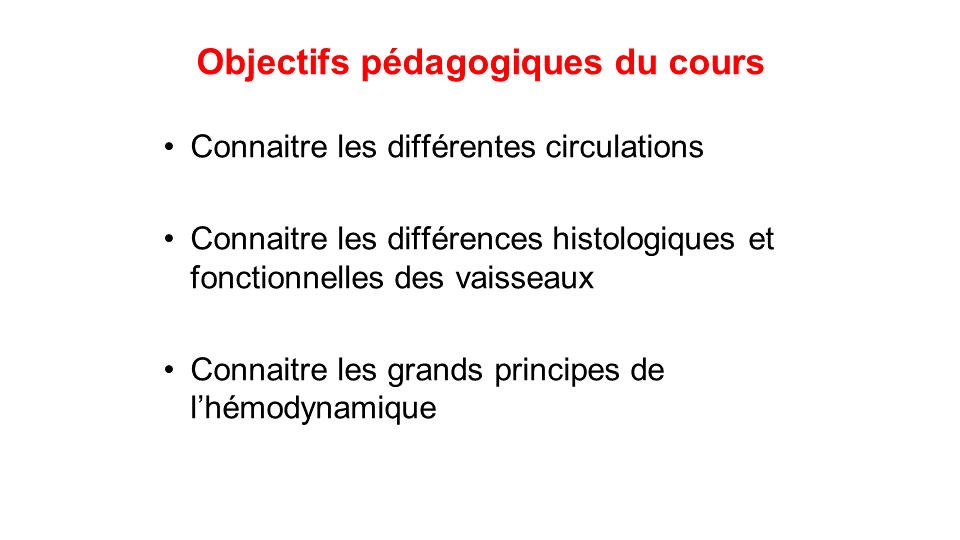 Objectifs pédagogiques du cours
• Connaitre les différentes circulations
• Connaitre les différences histologiques et
fonctionnelles des vaisseaux
• Connaitre les grands principes de
l’hémodynamique